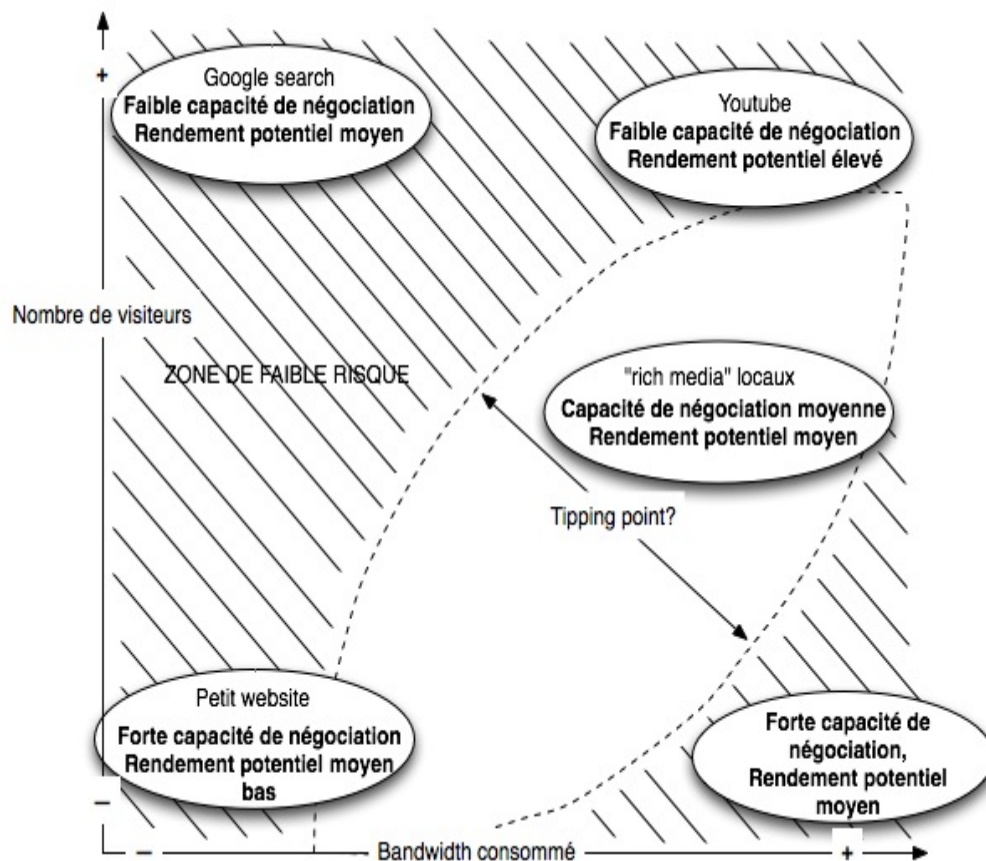 +
Google search
Faible capacité de négociation
Rendement potentiel moyen
Youtube
Faible capacité de négociation
Rendement potentiel élevé
Nombre de visiteurs
ZONE DE FAIBLE RISQUE
"rich media" locaux
Capacité de négociation moyenne
Rendement potentiel moyen
Tipping point?
Petit website
Forte capacité de négociation
Rendement potentiel moyen
bas
Forte capacité de
négociation,
Rendement potentiel
moyen
–
– Bandwidth consommé +